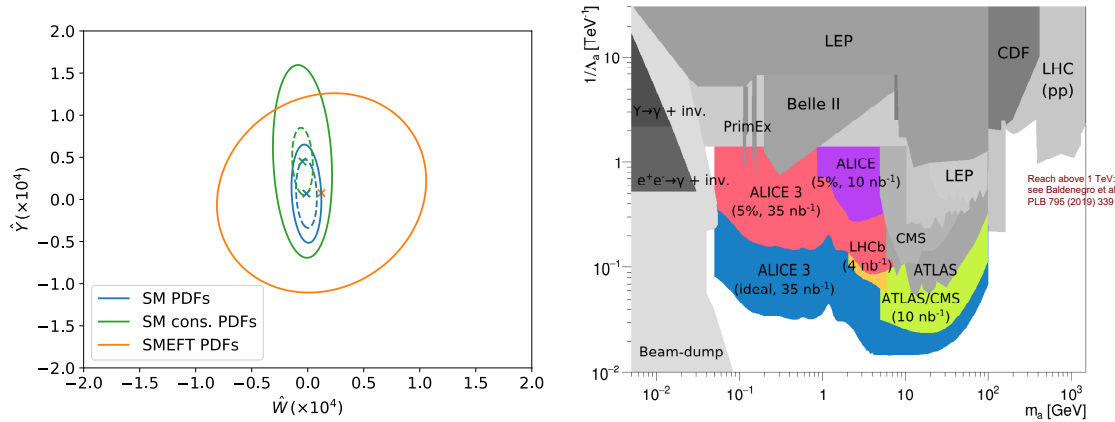 2.0
1.5
1.0
0.5
0.0
−0.5
−1.0
−1.5
−2.0
Ŷ (×10⁴)
SM PDFs
SM cons. PDFs
SMEFT PDFs
−2.0 −1.5 −1.0 −0.5 0.0 0.5 1.0 1.5 2.0
Ŵ (×10⁴)
1/Λₐ [TeV⁻¹]
10
1
10⁻¹
10⁻²
LEP
CDF
LHC
(pp)
Belle II
Υ→γ + inv.
PrimEx
ALICE
(5%, 10 nb⁻¹)
LEP
e⁺e⁻→γ + inv.
ALICE 3
(5%, 35 nb⁻¹)
Reach above 1 TeV:
see Baldenegro et al
PLB 795 (2019) 339
CMS
LHCb
(4 nb⁻¹)
ATLAS
ALICE 3
(ideal, 35 nb⁻¹)
ATLAS/CMS
(10 nb⁻¹)
Beam-dump
10⁻² 10⁻¹ 1 10 10² 10³
mₐ [GeV]